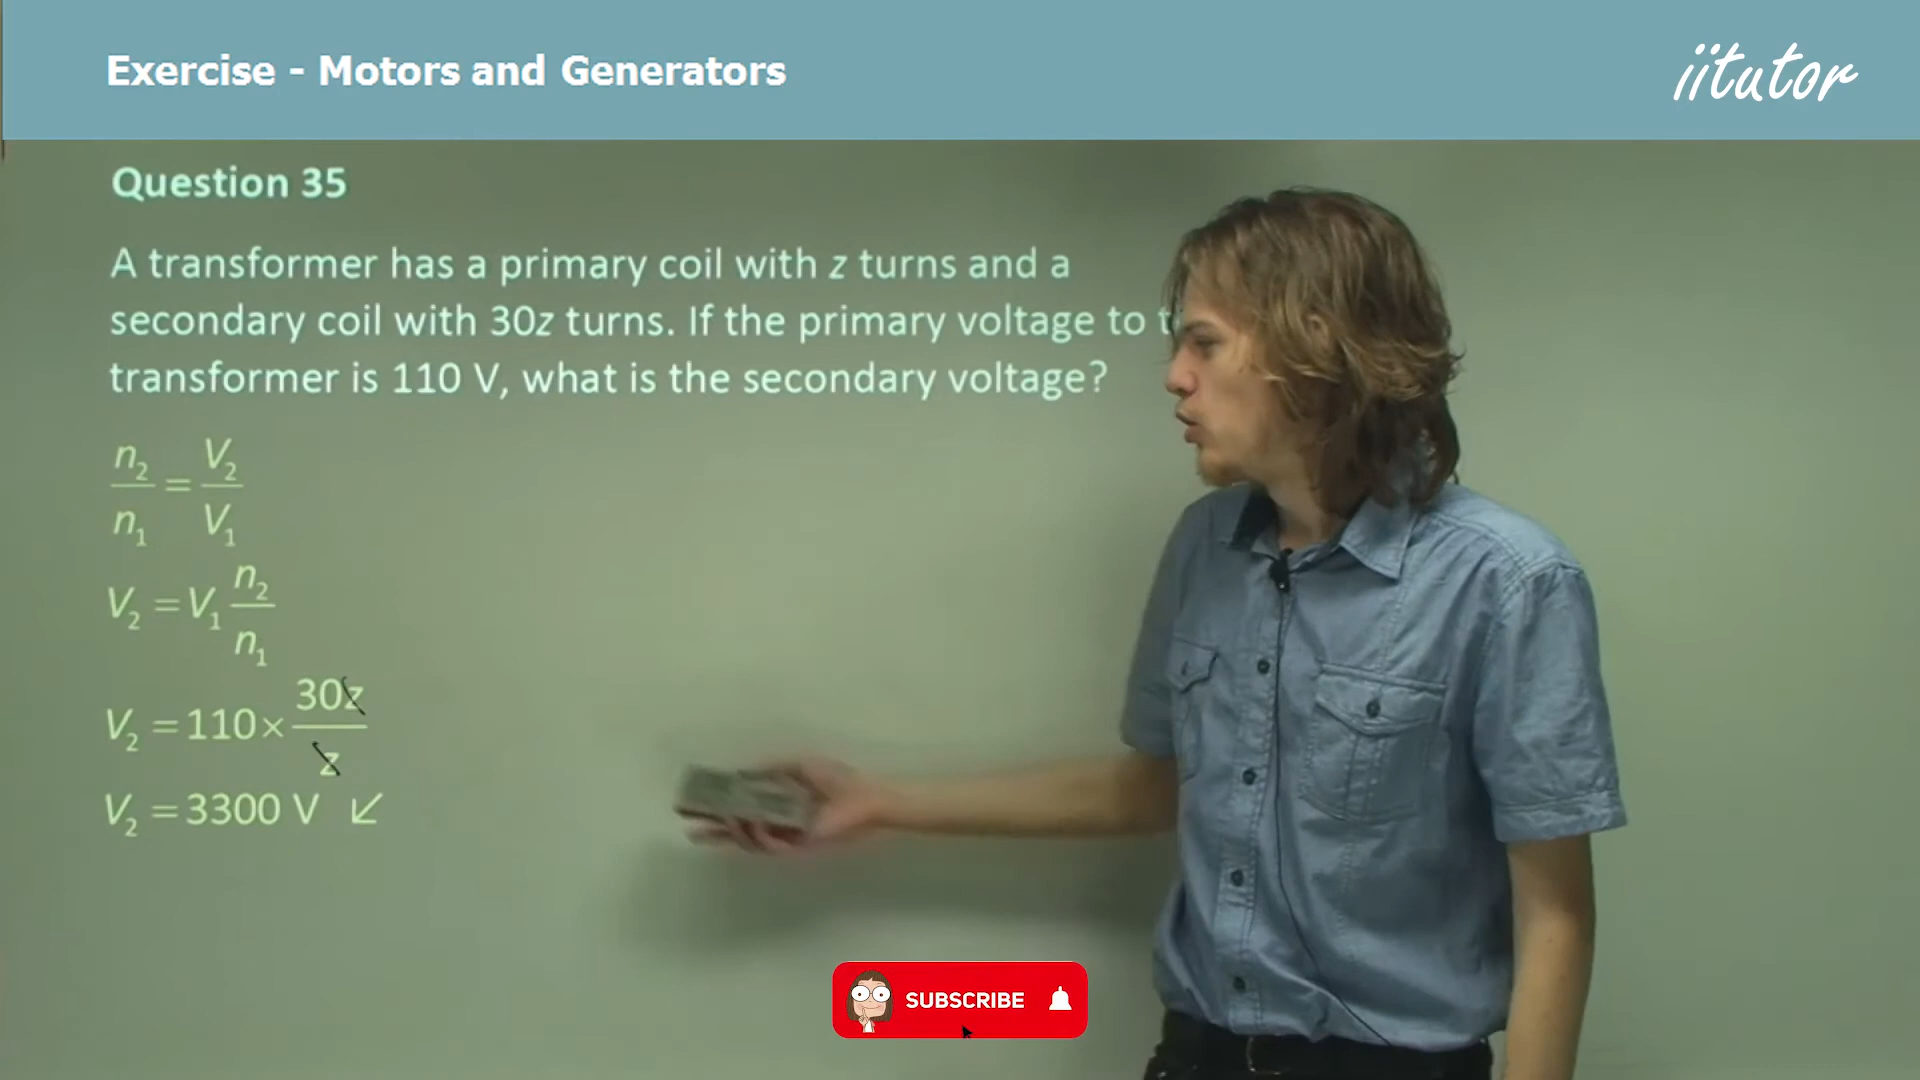 Exercise - Motors and Generators
iitutor
Question 35
A transformer has a primary coil with z turns and a
secondary coil with 30z turns. If the primary voltage to
transformer is 110 V, what is the secondary voltage?
n₂/n₁ = V₂/V₁
V₂ = V₁ n₂/n₁
V₂ = 110 × 30z/z
V₂ = 3300 V ↙
SUBSCRIBE